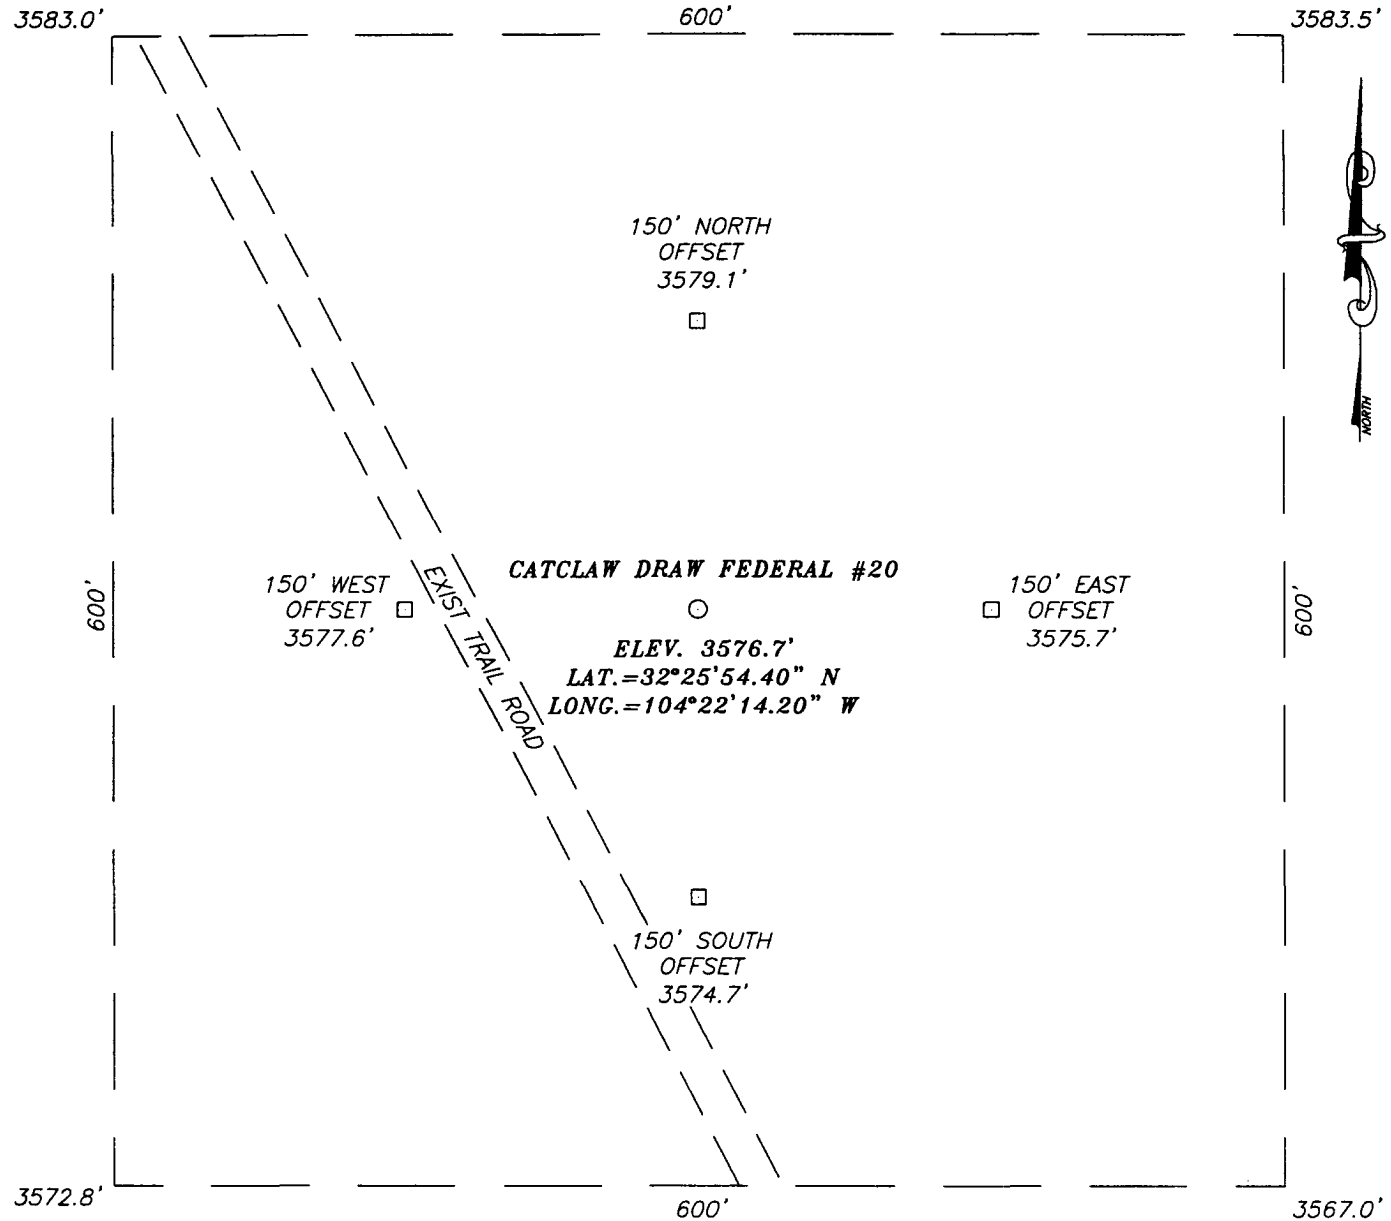 3583.0'
600'
3583.5'
150' NORTH
OFFSET
3579.1'
NORTH
CATCLAW DRAW FEDERAL #20
ELEV. 3576.7'
LAT.=32°25'54.40" N
LONG.=104°22'14.20" W
150' WEST
OFFSET
3577.6'
EXIST TRAIL ROAD
150' EAST
OFFSET
3575.7'
600'
600'
150' SOUTH
OFFSET
3574.7'
3572.8'
600'
3567.0'